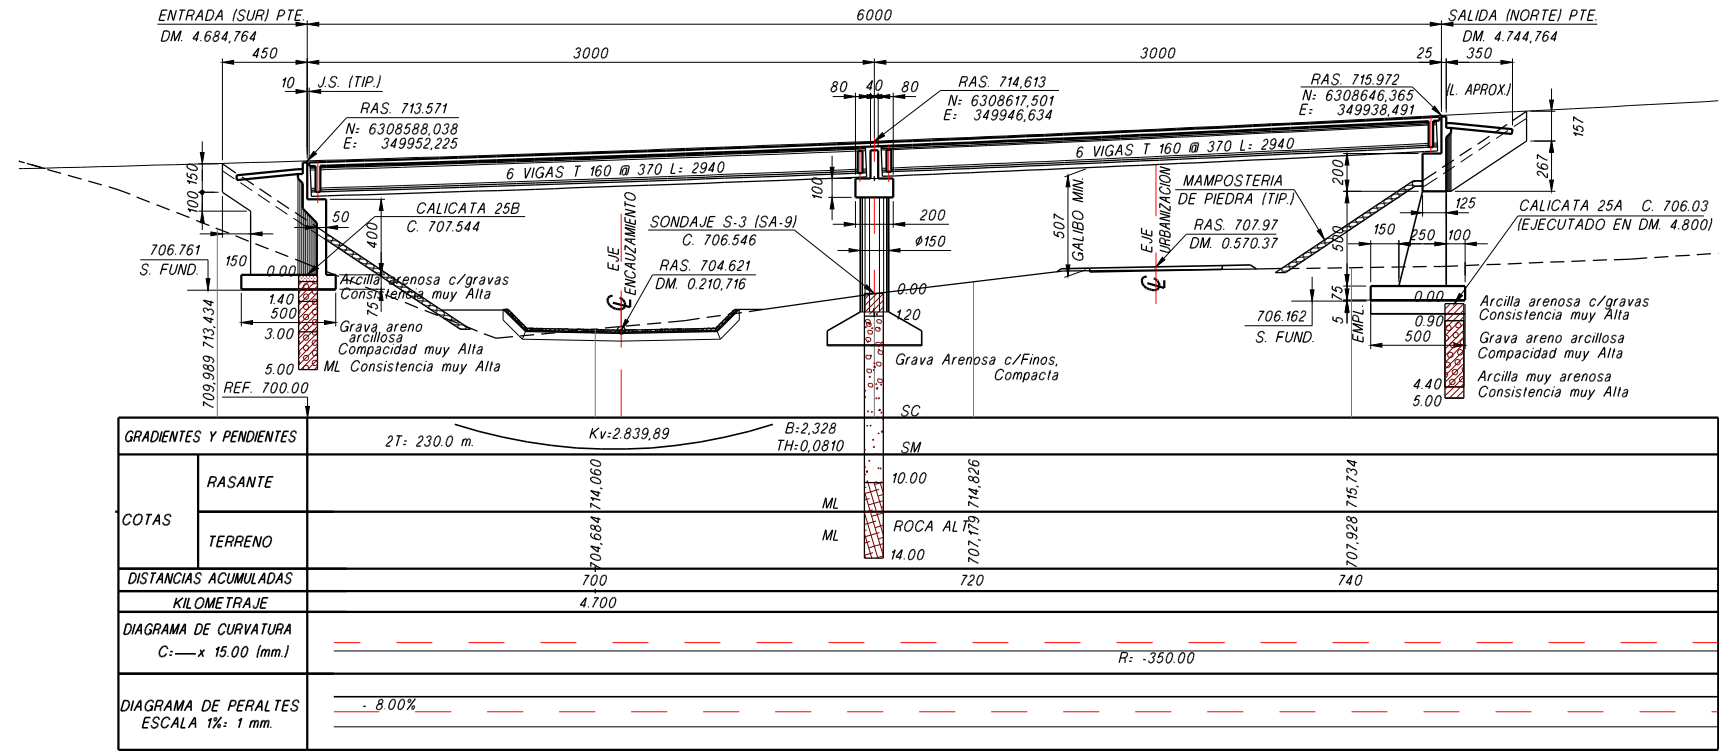 ENTRADA (SUR) PTE.
DM. 4.684,764
6000
SALIDA (NORTE) PTE.
DM. 4.744,764
450
3000
3000
25
350
10
J.S. (TIP.)
80
40
80
RAS. 713.571
N: 6308588,038
E: 349952,225
RAS. 714,613
N: 6308617,501
E: 349946,634
RAS. 715.972
N: 6308646,365
E: 349938,491
(L. APROX.)
157
267
150
100
6 VIGAS T 160 @ 370 L: 2940
6 VIGAS T 160 @ 370 L: 2940
100
200
50
400
CALICATA 25B
C. 707.544
EJE
ENCAUZAMIENTO
SONDAJE S-3 (SA-9)
C. 706.546
200
ø150
507
GALIBO MIN.
EJE
URBANIZACION
MAMPOSTERIA
DE PIEDRA (TIP.)
RAS. 707.97
DM. 0.570.37
125
CALICATA 25A C. 706.03
(EJECUTADO EN DM. 4.800)
500
150
250
100
706.761
S. FUND.
150
0.00
Arcilla arenosa c/gravas
Consistencia muy Alta
75
1.40
500
3.00
Grava areno
arcillosa
Compacidad muy Alta
5.00
ML Consistencia muy Alta
RAS. 704.621
DM. 0.210,716
0.00
1.20
Grava Arenosa c/Finos,
Compacta
706.162
S. FUND.
75
5
EMPL.
0.00
0.90
500
4.40
5.00
Arcilla arenosa c/gravas
Consistencia muy Alta
Grava areno arcillosa
Compacidad muy Alta
Arcilla muy arenosa
Consistencia muy Alta
709,989 713,434
REF. 700.00
SC
GRADIENTES Y PENDIENTES
2T: 230.0 m.
Kv=2.839,89
B=2,328
TH=0,0810
SM
COTAS
RASANTE
714,060
10.00
714,826
715,734
ML
TERRENO
704,684
ML
ROCA ALT
14.00
707,179
707,928
DISTANCIAS ACUMULADAS
700
720
740
KILOMETRAJE
4.700
DIAGRAMA DE CURVATURA
C:— x 15.00 (mm.)
R: -350.00
DIAGRAMA DE PERALTES
ESCALA 1%: 1 mm.
- 8.00%